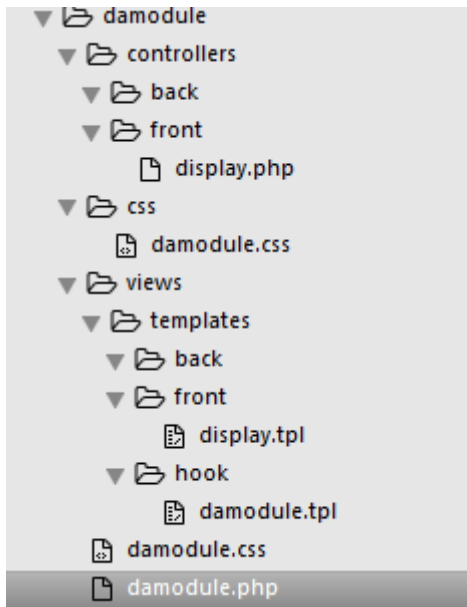 damodule
controllers
back
front
display.php
css
damodule.css
views
templates
back
front
display.tpl
hook
damodule.tpl
damodule.css
damodule.php